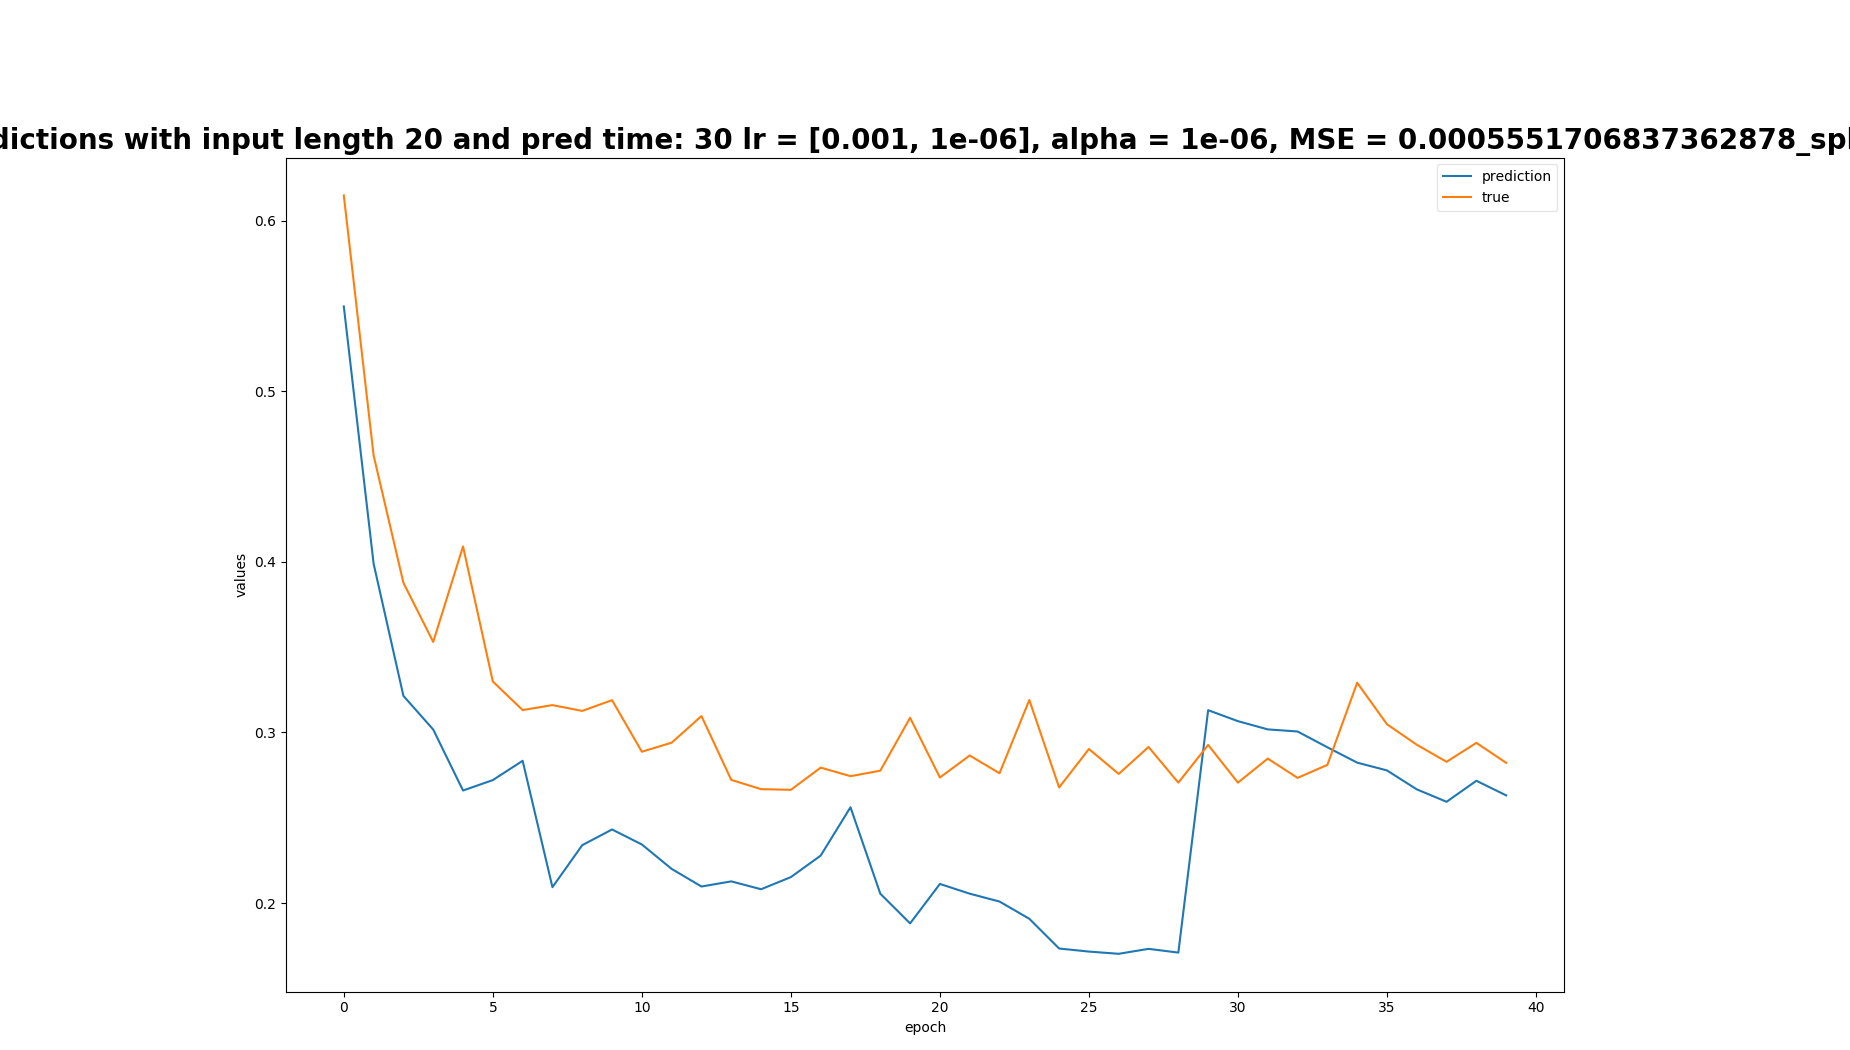 dictions with input length 20 and pred time: 30 lr = [0.001, 1e-06], alpha = 1e-06, MSE = 0.0005551706837362878_spl
prediction
true
0.6
0.5
0.4
0.3
0.2
values
0
5
10
15
20
25
30
35
40
epoch